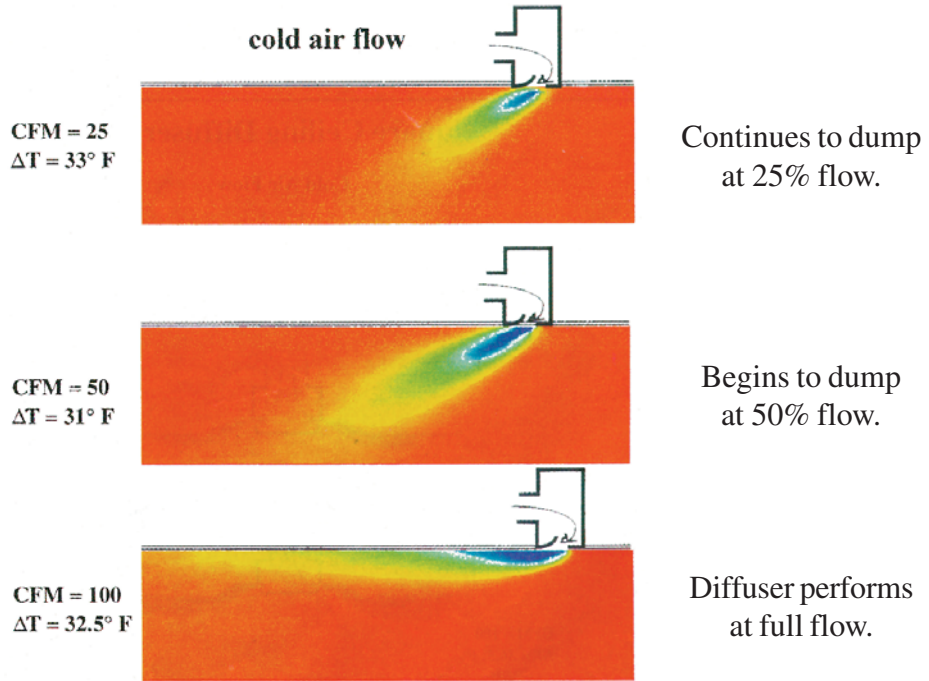 cold air flow
CFM = 25
ΔT = 33° F
Continues to dump
at 25% flow.
CFM = 50
ΔT = 31° F
Begins to dump
at 50% flow.
CFM = 100
ΔT = 32.5° F
Diffuser performs
at full flow.